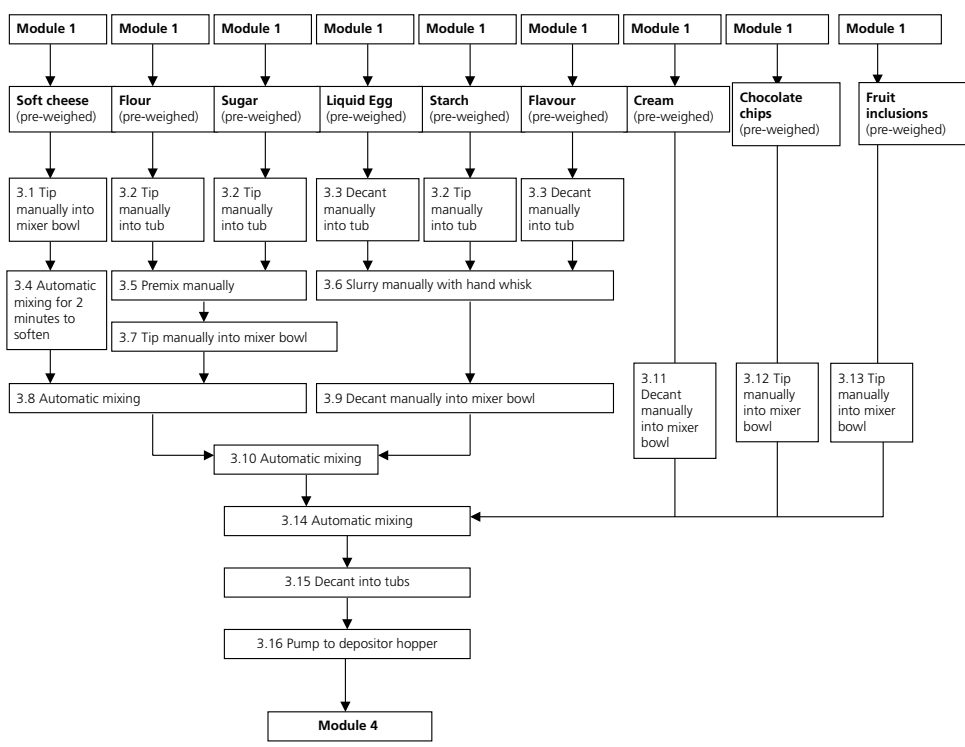 Module 1
Module 1
Module 1
Module 1
Module 1
Module 1
Module 1
Module 1
Module 1
Soft cheese
(pre-weighed)
Flour
(pre-weighed)
Sugar
(pre-weighed)
Liquid Egg
(pre-weighed)
Starch
(pre-weighed)
Flavour
(pre-weighed)
Cream
(pre-weighed)
Chocolate
chips
(pre-weighed)
Fruit
inclusions
(pre-weighed)
3.1 Tip
manually into
mixer bowl
3.2 Tip
manually
into tub
3.2 Tip
manually
into tub
3.3 Decant
manually
into tub
3.2 Tip
manually
into tub
3.3 Decant
manually
into tub
3.4 Automatic
mixing for 2
minutes to
soften
3.5 Premix manually
3.6 Slurry manually with hand whisk
3.7 Tip manually into mixer bowl
3.8 Automatic mixing
3.9 Decant manually into mixer bowl
3.11
Decant
manually
into mixer
bowl
3.12 Tip
manually
into mixer
bowl
3.13 Tip
manually
into mixer
bowl
3.10 Automatic mixing
3.14 Automatic mixing
3.15 Decant into tubs
3.16 Pump to depositor hopper
Module 4